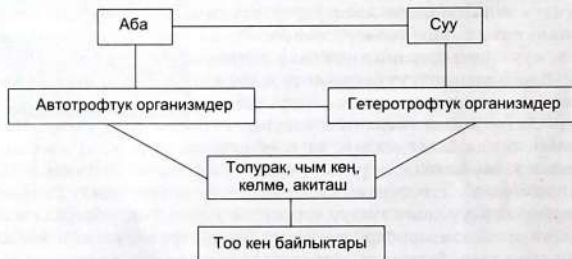 Аба
Суу
Автотрофтук организмдер
Гетеротрофтук организмдер
Топурак, чым көң,
көлмө, акиташ
Тоо кен байлыктары